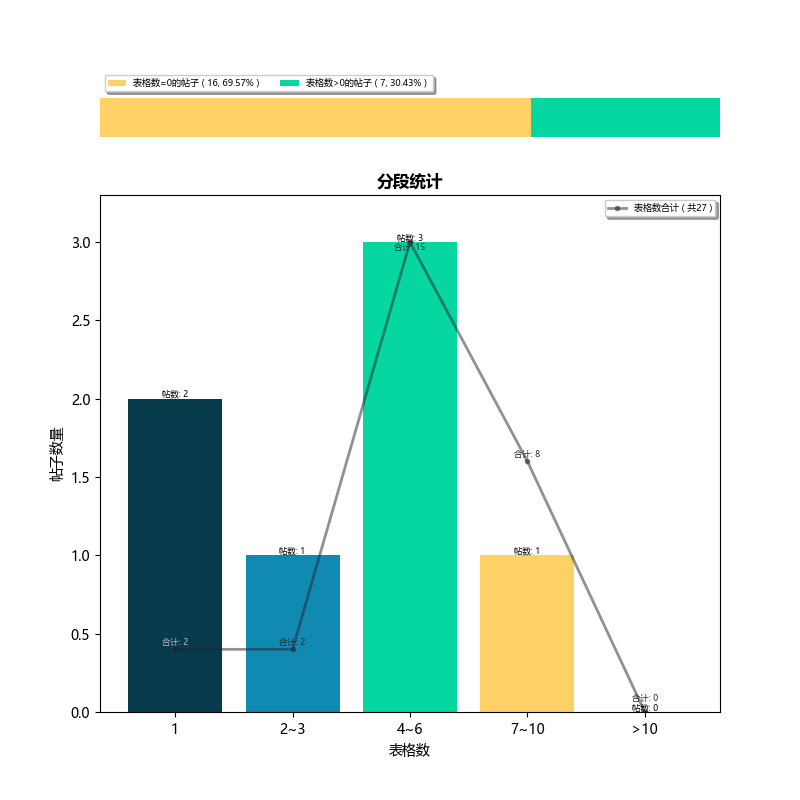 表格数=0的帖子 ( 16, 69.57% )
表格数>0的帖子 ( 7, 30.43% )
分段统计
表格数合计 ( 共27 )
3.0
2.5
2.0
1.5
1.0
0.5
0.0
帖子数量
帖数: 3
合计: 15
帖数: 2
合计: 8
帖数: 1
帖数: 1
合计: 2
合计: 2
合计: 0
帖数: 0
1
2~3
4~6
7~10
>10
表格数